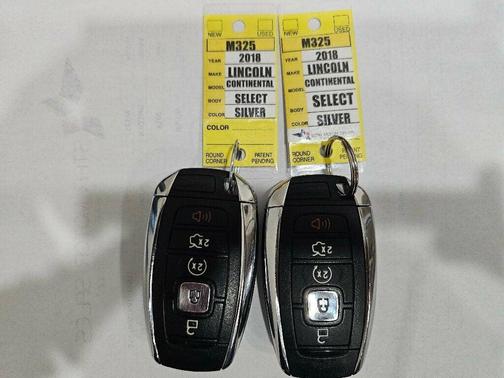 NEW USED
M325
YEAR 2018
MAKE LINCOLN
MODEL CONTINENTAL
BODY SELECT
COLOR SILVER
COLOR
ROUND CORNER PATENT PENDING
NEW USED
M325
YEAR 2018
MAKE LINCOLN
MODEL CONTINENTAL
BODY SELECT
COLOR SILVER
ROUND CORNER PATENT PENDING
2x
2x
2x
2x